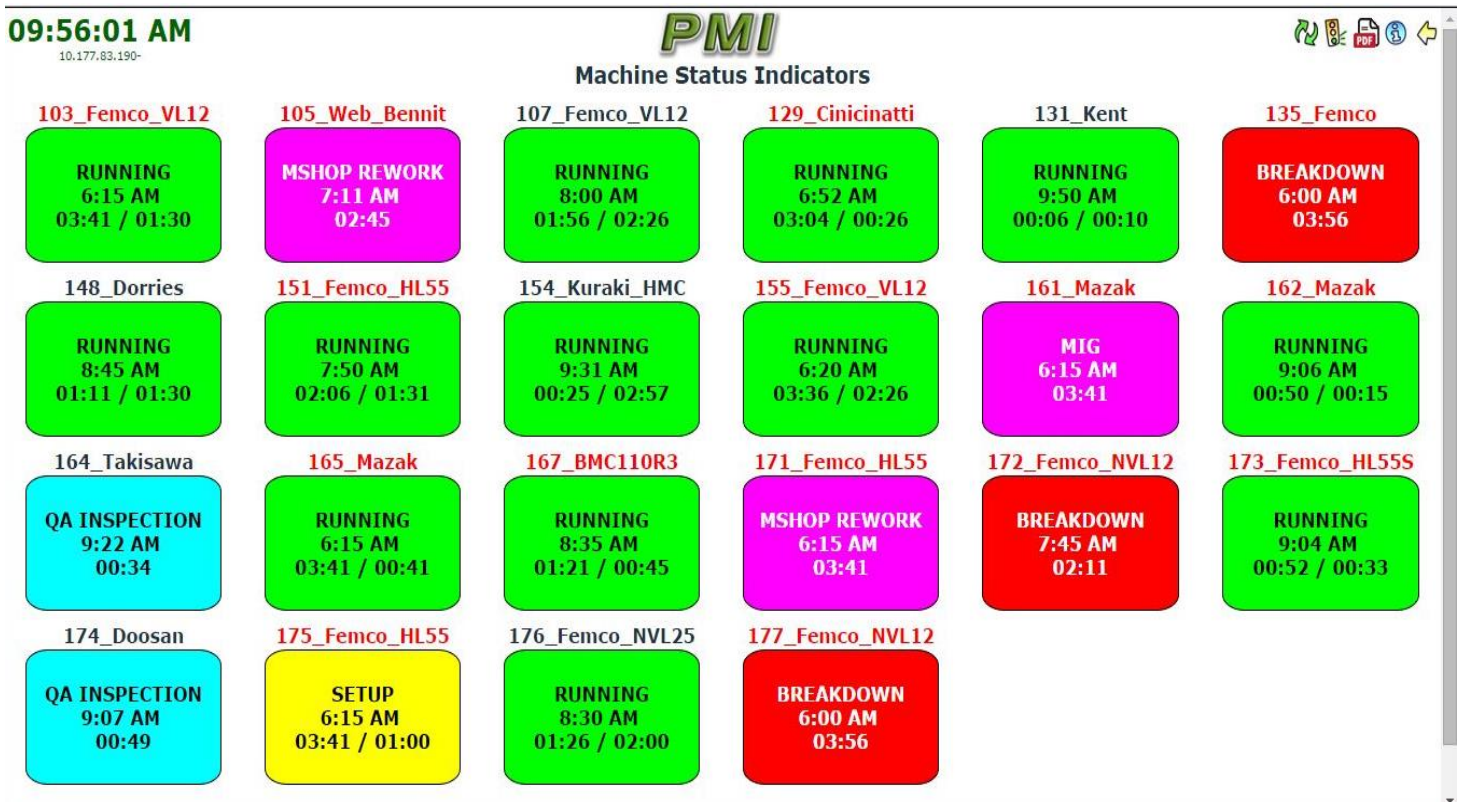 09:56:01 AM
10.177.83.190-
PMI
PDF
Machine Status Indicators
103_Femco_VL12 105_Web_Bennit 107_Femco_VL12 129_Cinicinatti 131_Kent 135_Femco
RUNNING MSHOP REWORK RUNNING RUNNING RUNNING BREAKDOWN
6:15 AM 7:11 AM 8:00 AM 6:52 AM 9:50 AM 6:00 AM
03:41 / 01:30 02:45 01:56 / 02:26 03:04 / 00:26 00:06 / 00:10 03:56
148_Dorries 151_Femco_HL55 154_Kuraki_HMC 155_Femco_VL12 161_Mazak 162_Mazak
RUNNING RUNNING RUNNING RUNNING MIG RUNNING
8:45 AM 7:50 AM 9:31 AM 6:20 AM 6:15 AM 9:06 AM
01:11 / 01:30 02:06 / 01:31 00:25 / 02:57 03:36 / 02:26 03:41 00:50 / 00:15
164_Takisawa 165_Mazak 167_BMC110R3 171_Femco_HL55 172_Femco_NVL12 173_Femco_HL55S
QA INSPECTION RUNNING RUNNING MSHOP REWORK BREAKDOWN RUNNING
9:22 AM 6:15 AM 8:35 AM 6:15 AM 7:45 AM 9:04 AM
00:34 03:41 / 00:41 01:21 / 00:45 03:41 02:11 00:52 / 00:33
174_Doosan 175_Femco_HL55 176_Femco_NVL25 177_Femco_NVL12
QA INSPECTION SETUP RUNNING BREAKDOWN
9:07 AM 6:15 AM 8:30 AM 6:00 AM
00:49 03:41 / 01:00 01:26 / 02:00 03:56